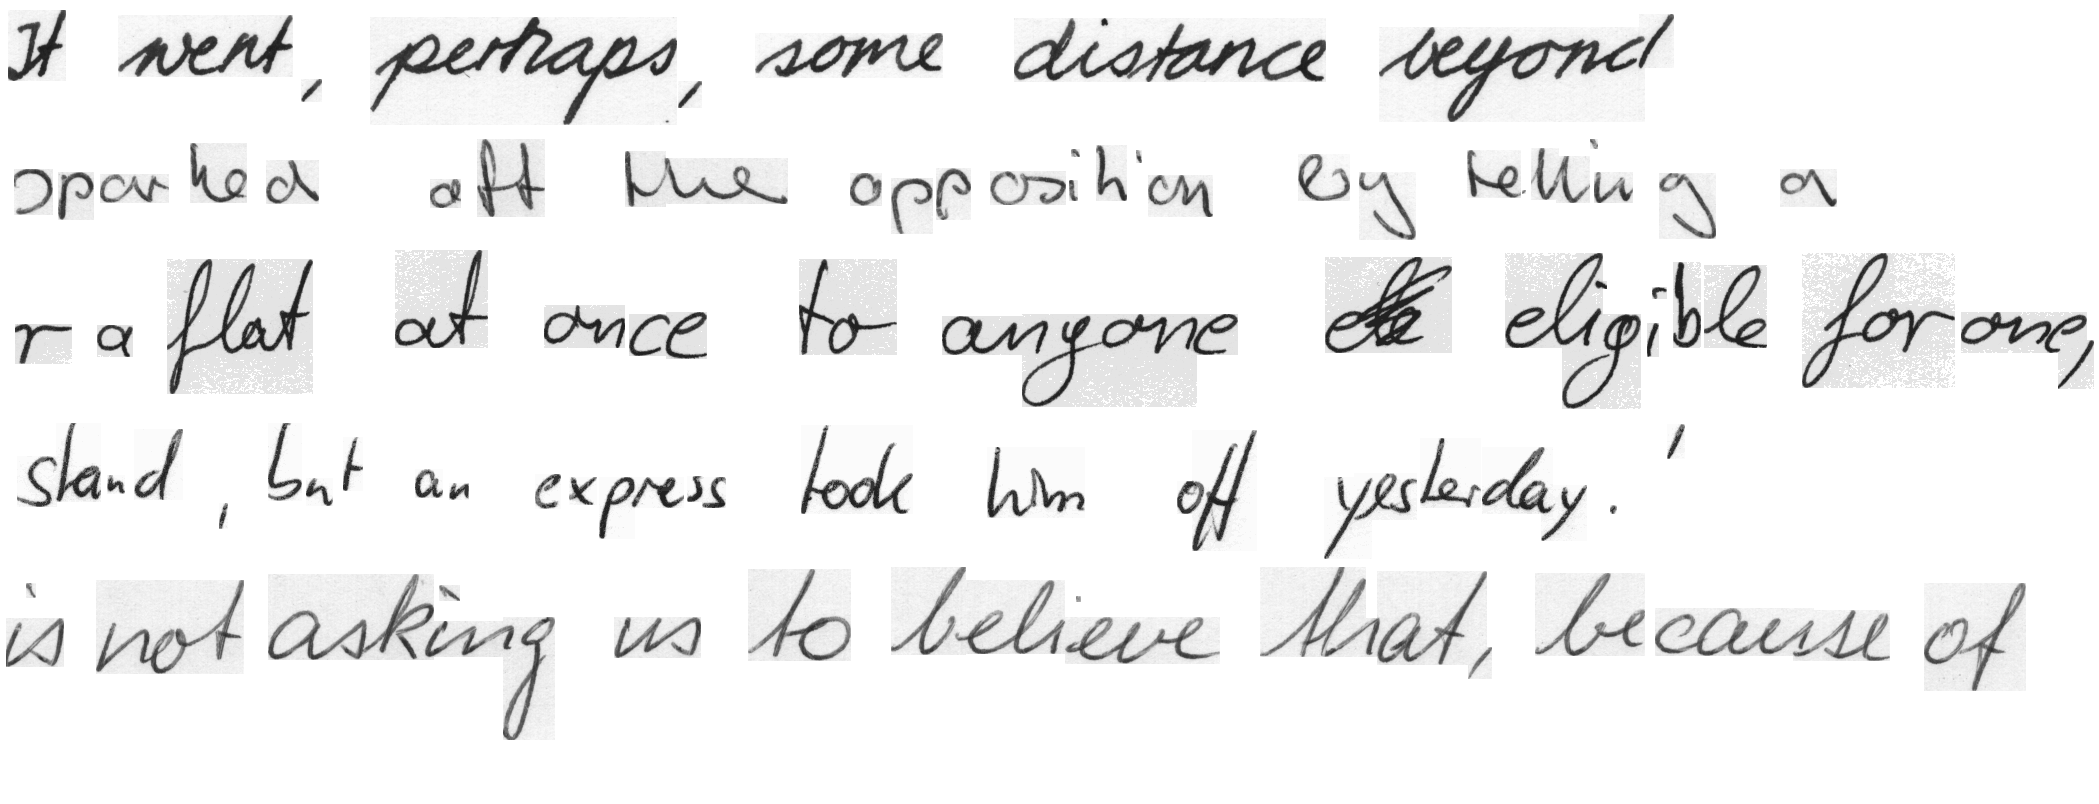 It went, perhaps, some distance beyond
sparked off the opposition by telling a
r a flat at once to anyone eligible for one,
stand, but an express took him off yesterday.'
is not asking us to believe that, because of